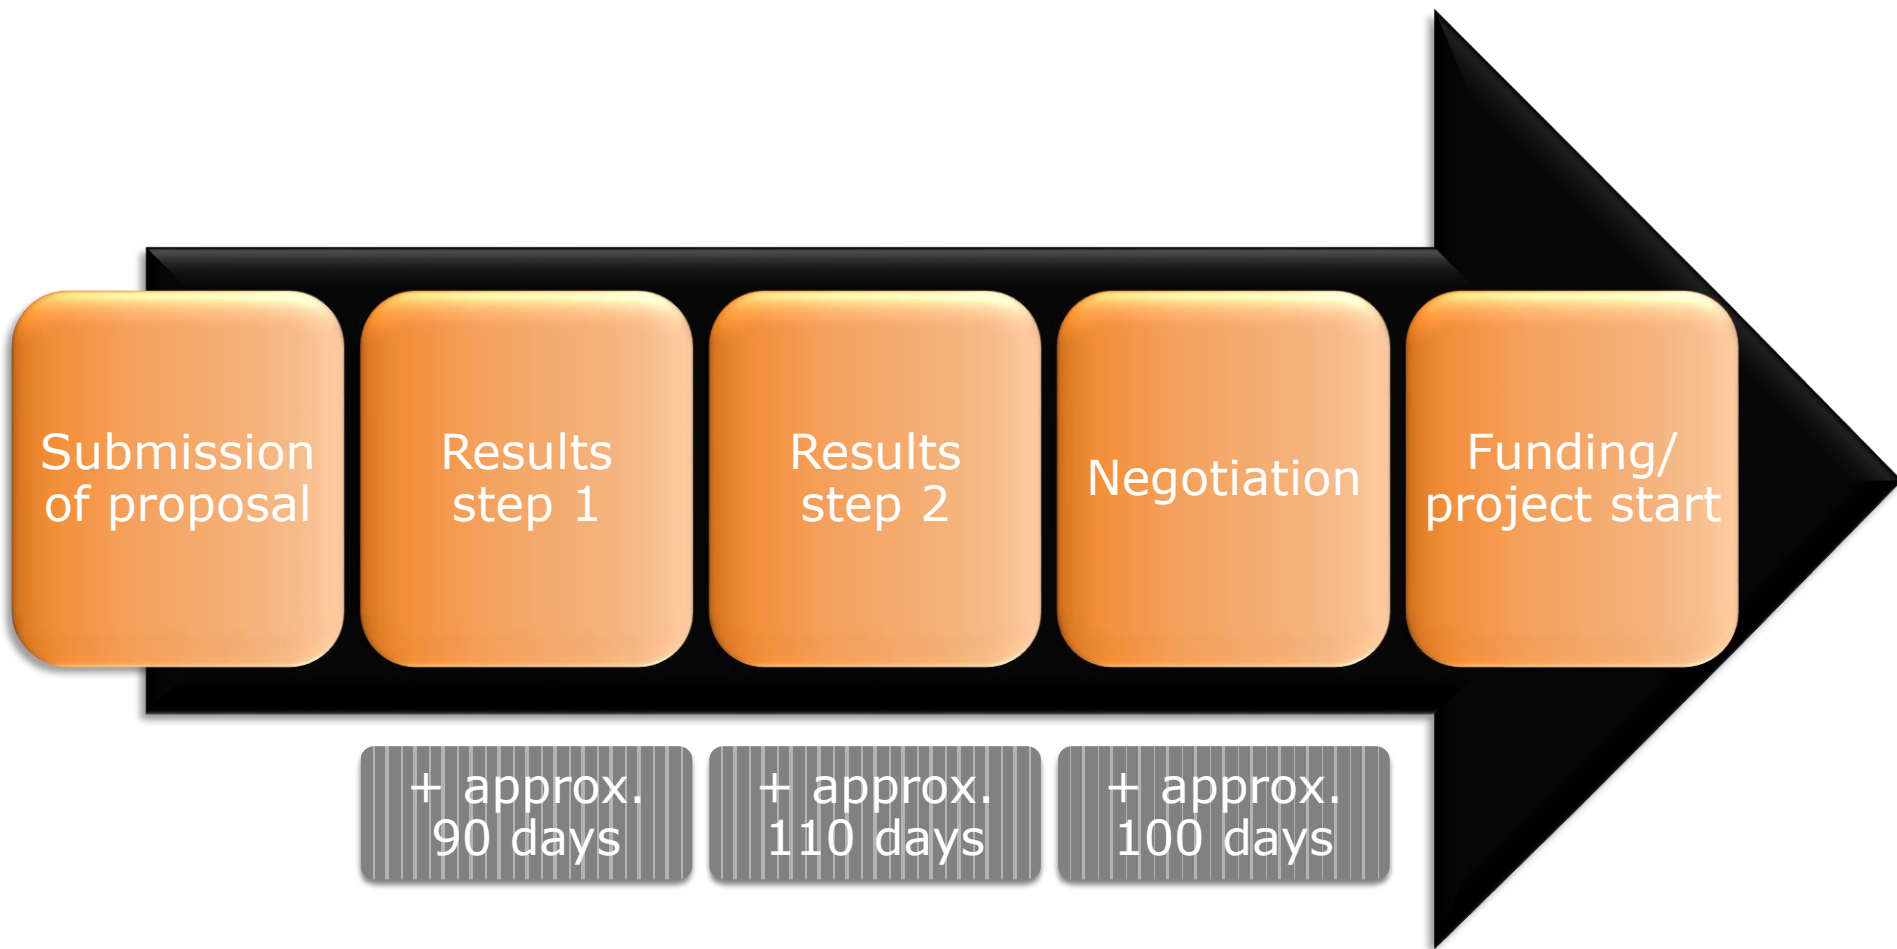 Submission
of proposal
Results
step 1
Results
step 2
Negotiation
Funding/
project start
+ approx.
90 days
+ approx.
110 days
+ approx.
100 days